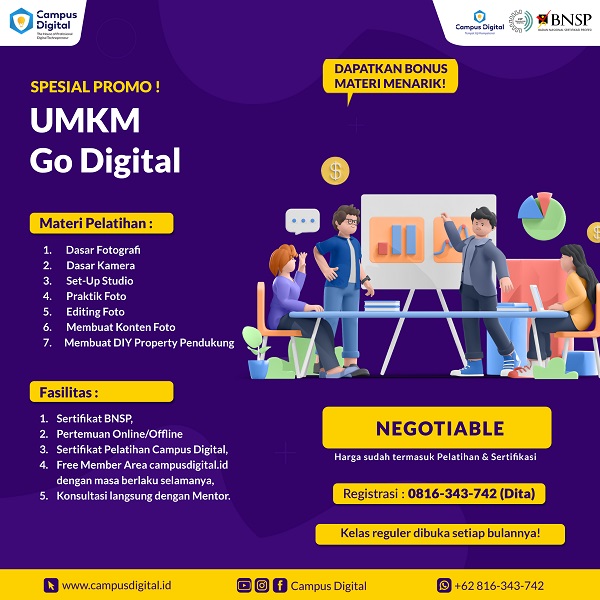 Campus
Digital
The House of Professional
Digital Technopreneur
Campus Digital
BNSP
BADAN NASIONAL SERTIFIKASI PROFESI
SPESIAL PROMO !
UMKM
Go Digital
DAPATKAN BONUS
MATERI MENARIK!
Materi Pelatihan :
1. Dasar Fotografi
2. Dasar Kamera
3. Set-Up Studio
4. Praktik Foto
5. Editing Foto
6. Membuat Konten Foto
7. Membuat DIY Property Pendukung
Fasilitas :
1. Sertifikat BNSP,
2. Pertemuan Online/Offline
3. Sertifikat Pelatihan Campus Digital,
4. Free Member Area campusdigital.id
dengan masa berlaku selamanya,
5. Konsultasi langsung dengan Mentor.
NEGOTIABLE
Harga sudah termasuk Pelatihan & Sertifikasi
Registrasi : 0816-343-742 (Dita)
Kelas reguler dibuka setiap bulannya!
www.campusdigital.id
Campus Digital
+62 816-343-742